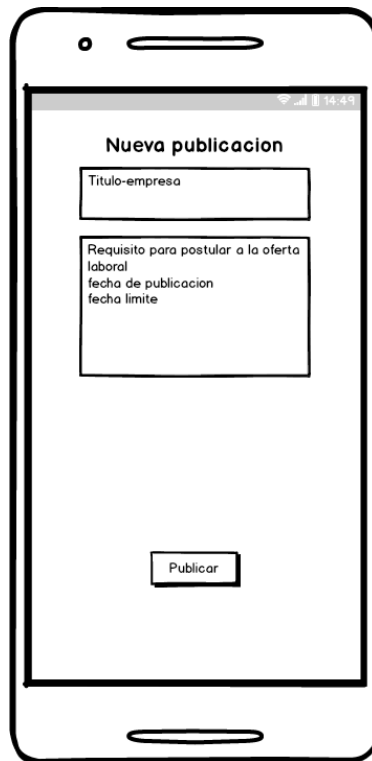 14:49
Nueva publicacion
Titulo-empresa
Requisito para postular a la oferta
laboral
fecha de publicacion
fecha limite
Publicar